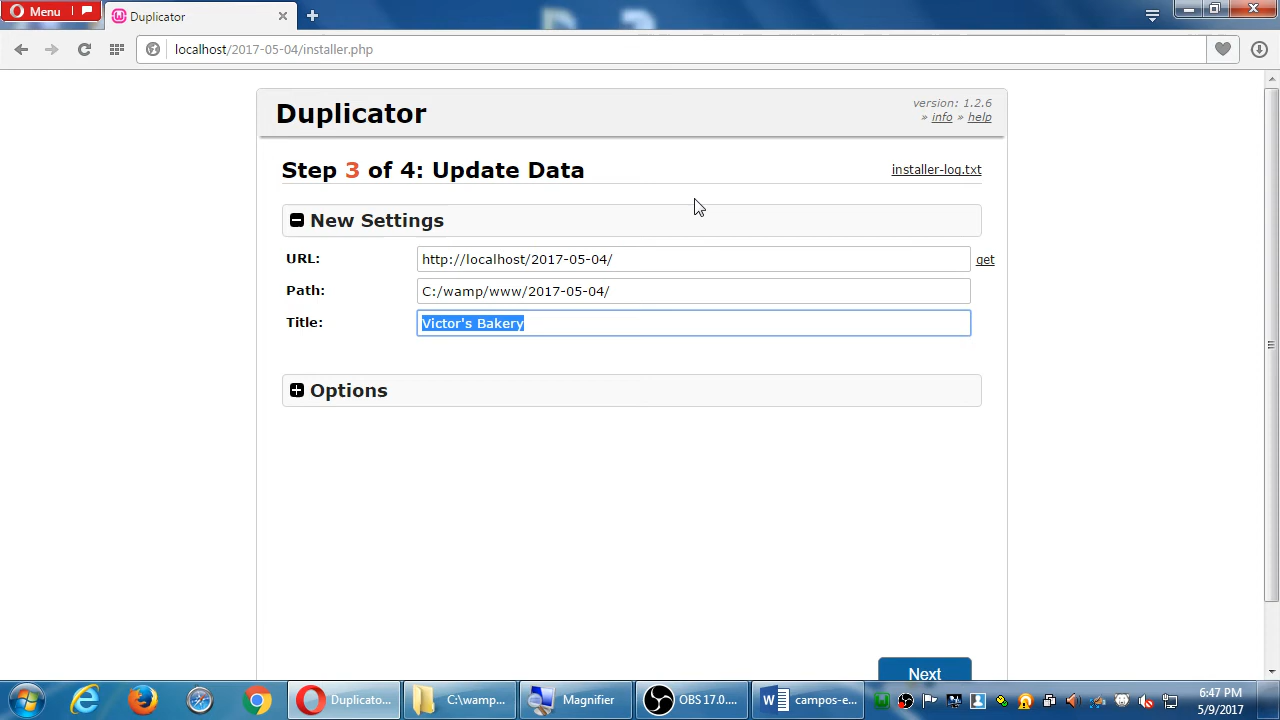 Menu
Duplicator
localhost/2017-05-04/installer.php
Duplicator
version: 1.2.6
» info » help
Step 3 of 4: Update Data
installer-log.txt
New Settings
URL:
http://localhost/2017-05-04/
get
Path:
C:/wamp/www/2017-05-04/
Title:
Victor's Bakery
Options
Next
Duplicato...
C:\wamp...
Magnifier
OBS 17.0....
campos-e...
6:47 PM
5/9/2017